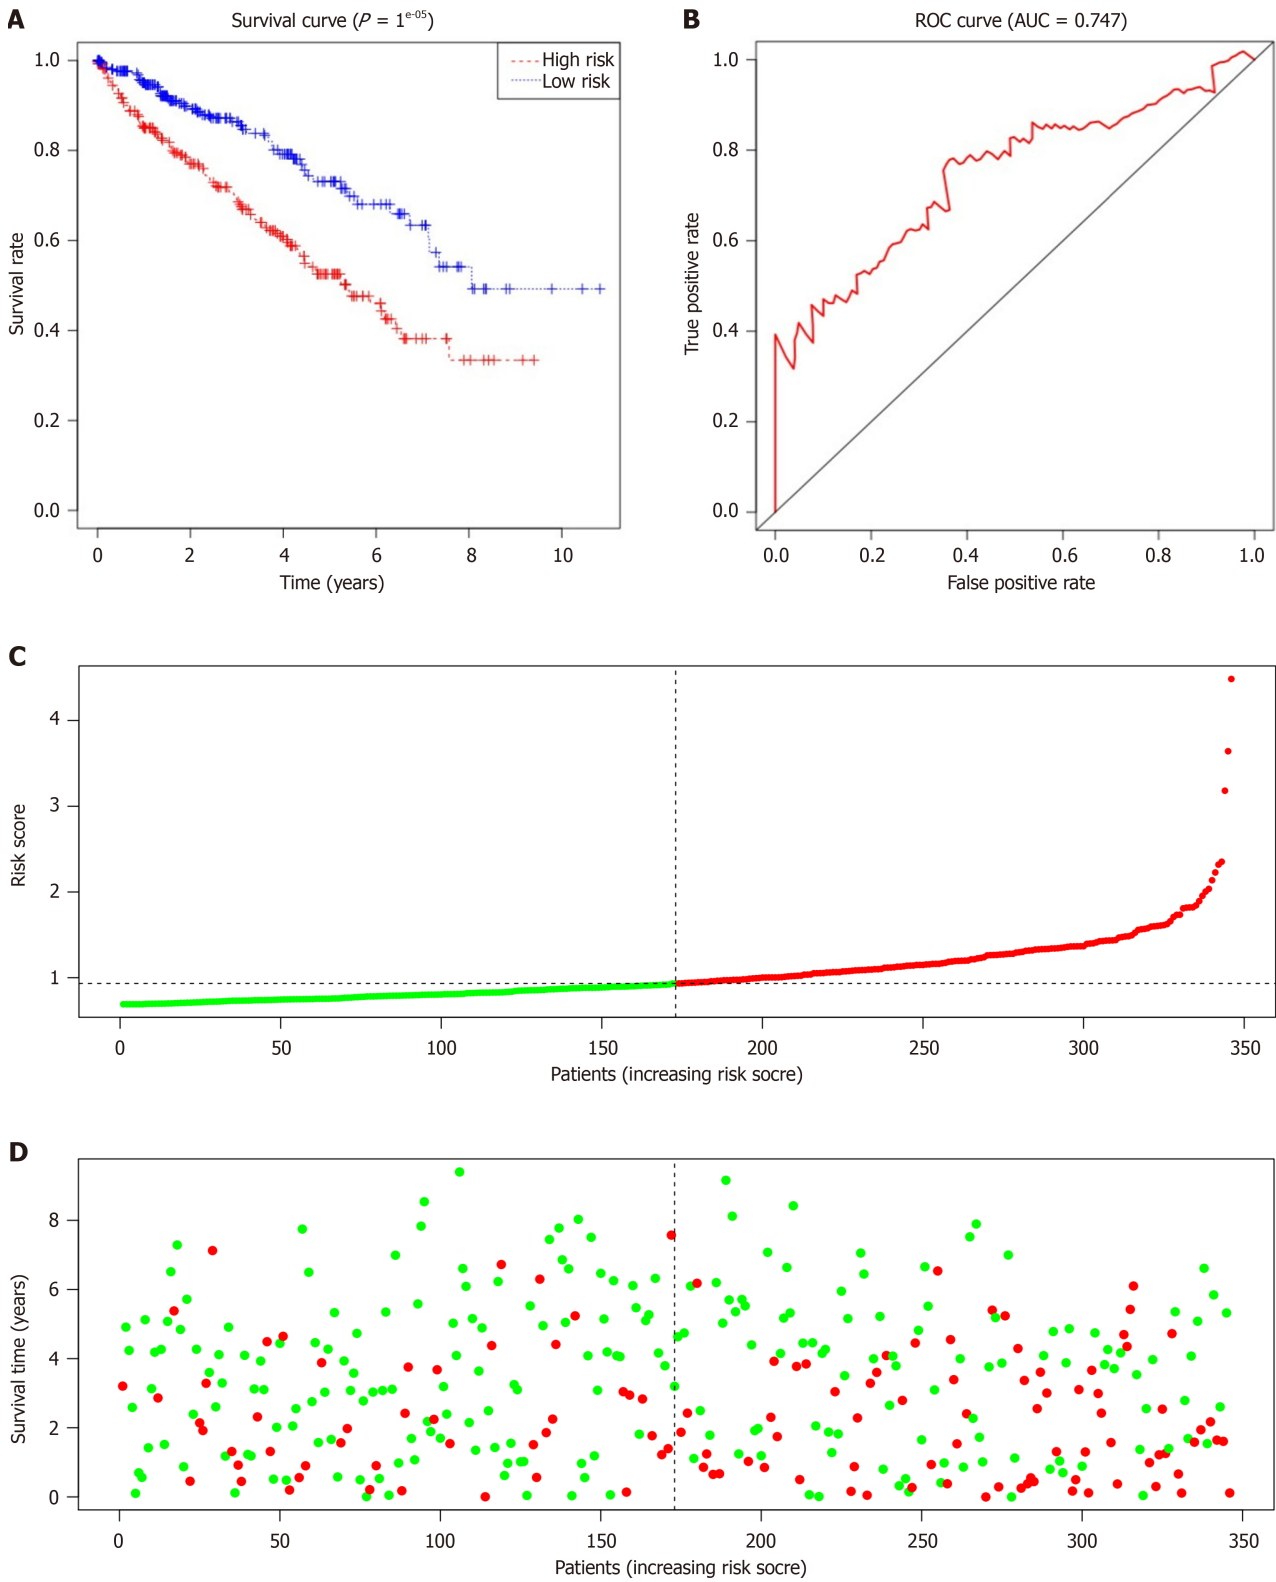 A
Survival curve (P = 1e-05)
High risk
Low risk
1.0
0.8
0.6
0.4
0.2
0.0
Survival rate
0 2 4 6 8 10
Time (years)
B
ROC curve (AUC = 0.747)
1.0
0.8
0.6
0.4
0.2
0.0
True positive rate
0.0 0.2 0.4 0.6 0.8 1.0
False positive rate
C
4
3
2
1
Risk score
0 50 100 150 200 250 300 350
Patients (increasing risk socre)
D
8
6
4
2
0
Survival time (years)
0 50 100 150 200 250 300 350
Patients (increasing risk socre)